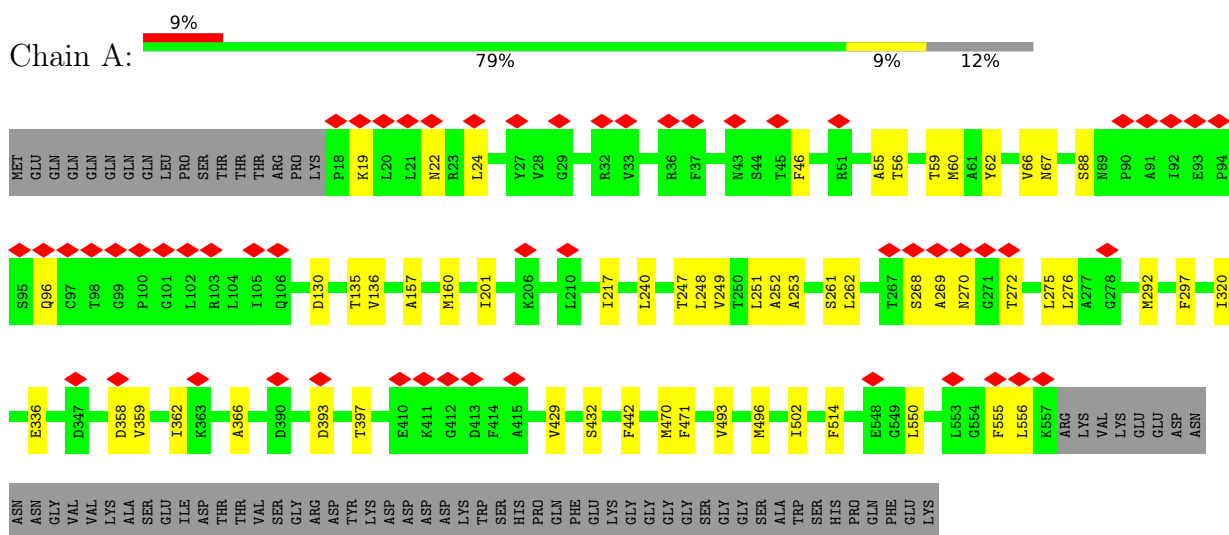 9%
Chain A:
79% 9% 12%
MET GLU GLN GLN GLN GLN GLN GLN LEU PRO SER THR THR THR ARG PRO LYS P18 K19 L20 L21 N22 R23 L24 Y27 V28 G29 R32 V33 R36 F37 N43 S44 T45 F46 R51 A55 T56 T59 M60 A61 Y62 V66 N67 S88 N89 P90 A91 I92 E93 P94
S95 Q96 C97 T98 G99 P100 G101 L102 R103 L104 I105 Q106 D130 T135 V136 A157 M160 I201 K206 L210 I217 L240 T247 L248 V249 T250 L251 A252 A253 S261 L262 T267 S268 A269 N270 G271 T272 L275 L276 A277 G278 M292 F297 I320
E336 D347 D358 V359 I362 K363 A366 D390 D393 T397 E410 K411 G412 D413 F414 A415 V429 S432 F442 M470 F471 V493 M496 I502 F514 E548 G549 L550 L553 G554 F555 L556 K557 ARG LYS VAL LYS GLU GLU ASP ASN
ASN ASN GLY VAL VAL LYS ALA SER GLU ILE ASP THR THR VAL SER GLY ARG ASP TYR LYS ASP ASP ASP ASP LYS TRP SER HIS PRO GLN PHE GLU LYS GLY GLY GLY GLY SER GLY GLY SER ALA TRP SER HIS PRO GLN PHE GLU LYS